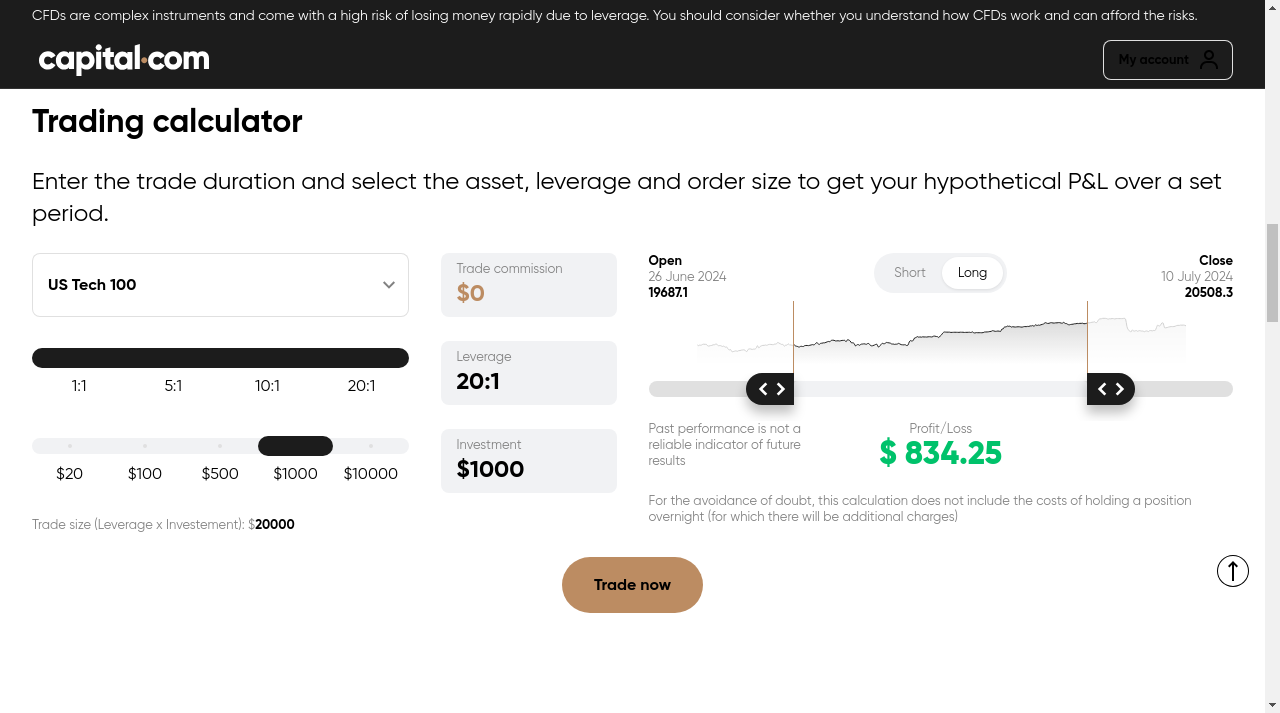 CFDs are complex instruments and come with a high risk of losing money rapidly due to leverage. You should consider whether you understand how CFDs work and can afford the risks.
capital.com
My account
Trading calculator
Enter the trade duration and select the asset, leverage and order size to get your hypothetical P&L over a set
period.
US Tech 100
1:1 5:1 10:1 20:1
$20 $100 $500 $1000 $10000
Trade size (Leverage x Investement): $20000
Trade commission
$0
Leverage
20:1
Investment
$1000
Open
26 June 2024
19687.1
Short Long
Close
10 July 2024
20508.3
Past performance is not a
reliable indicator of future
results
Profit/Loss
$ 834.25
For the avoidance of doubt, this calculation does not include the costs of holding a position
overnight (for which there will be additional charges)
Trade now